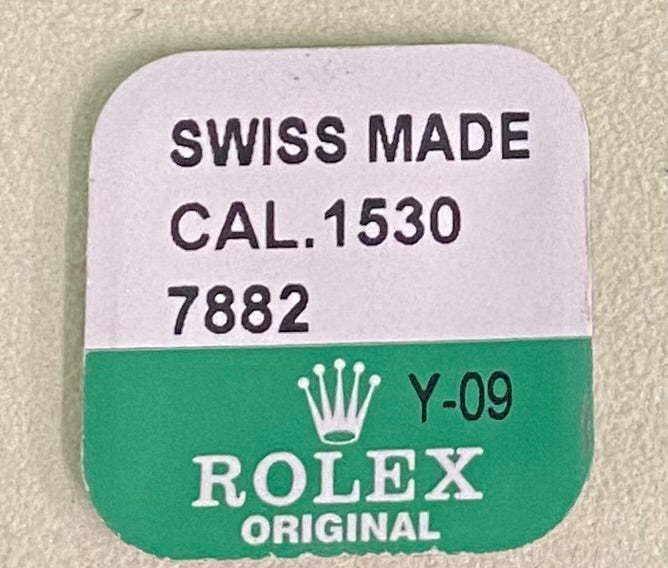 SWISS MADE
CAL.1530
7882
Y-09
ROLEX
ORIGINAL